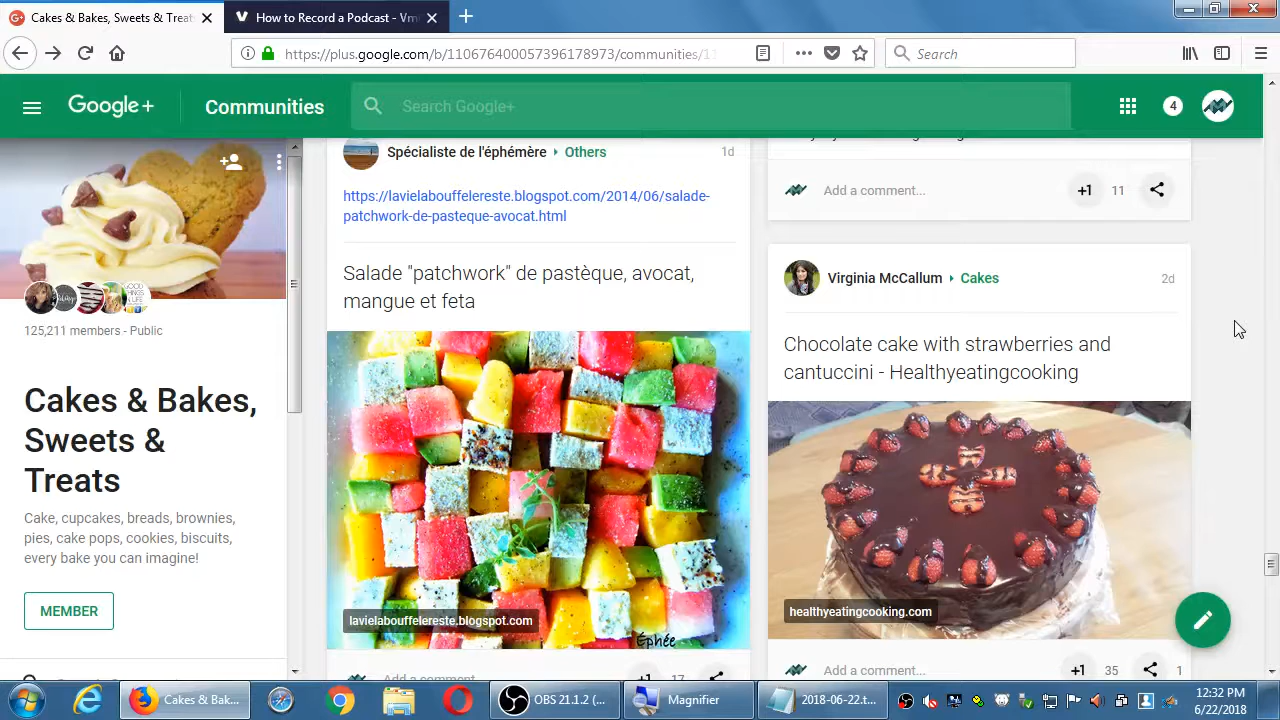 Cakes & Bakes, Sweets & Treat
How to Record a Podcast - Vm
https://plus.google.com/b/110676400057396178973/communities/11
Search
Google+
Communities
Search Google+
4
125,211 members - Public
Cakes & Bakes,
Sweets &
Treats
Cake, cupcakes, breads, brownies,
pies, cake pops, cookies, biscuits,
every bake you can imagine!
MEMBER
Spécialiste de l'éphémère
Others
1d
https://lavielabouffelereste.blogspot.com/2014/06/salade-
patchwork-de-pasteque-avocat.html
Salade "patchwork" de pastèque, avocat,
mangue et feta
lavielabouffelereste.blogspot.com
Éphée
Add a comment...
+1
17
Add a comment...
+1
11
Virginia McCallum
Cakes
2d
Chocolate cake with strawberries and
cantuccini - Healthyeatingcooking
healthyeatingcooking.com
Add a comment...
+1
35
1
Cakes & Bak...
OBS 21.1.2 (...
Magnifier
2018-06-22.t...
12:32 PM
6/22/2018